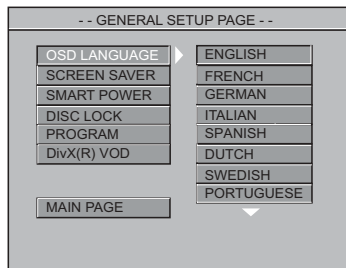 - - GENERAL SETUP PAGE - -
OSD LANGUAGE
SCREEN SAVER
SMART POWER
DISC LOCK
PROGRAM
DivX(R) VOD
MAIN PAGE
ENGLISH
FRENCH
GERMAN
ITALIAN
SPANISH
DUTCH
SWEDISH
PORTUGUESE